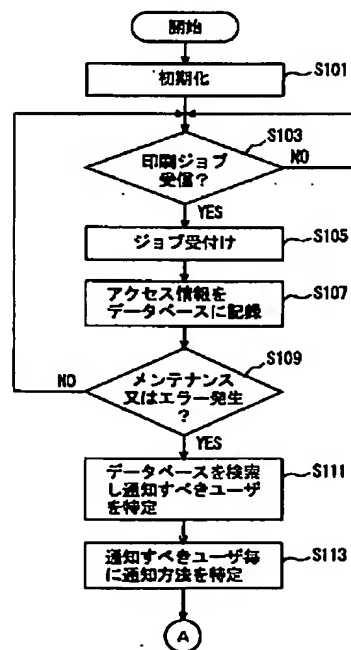 開始
初期化
S101
印刷ジョブ
受信?
S103
NO
YES
ジョブ受付け
S105
アクセス情報を
データベースに記録
S107
メンテナンス
又はエラー発生
?
S109
NO
YES
データベースを検索
し通知すべきユーザ
を特定
S111
通知すべきユーザ毎
に通知方法を特定
S113
A